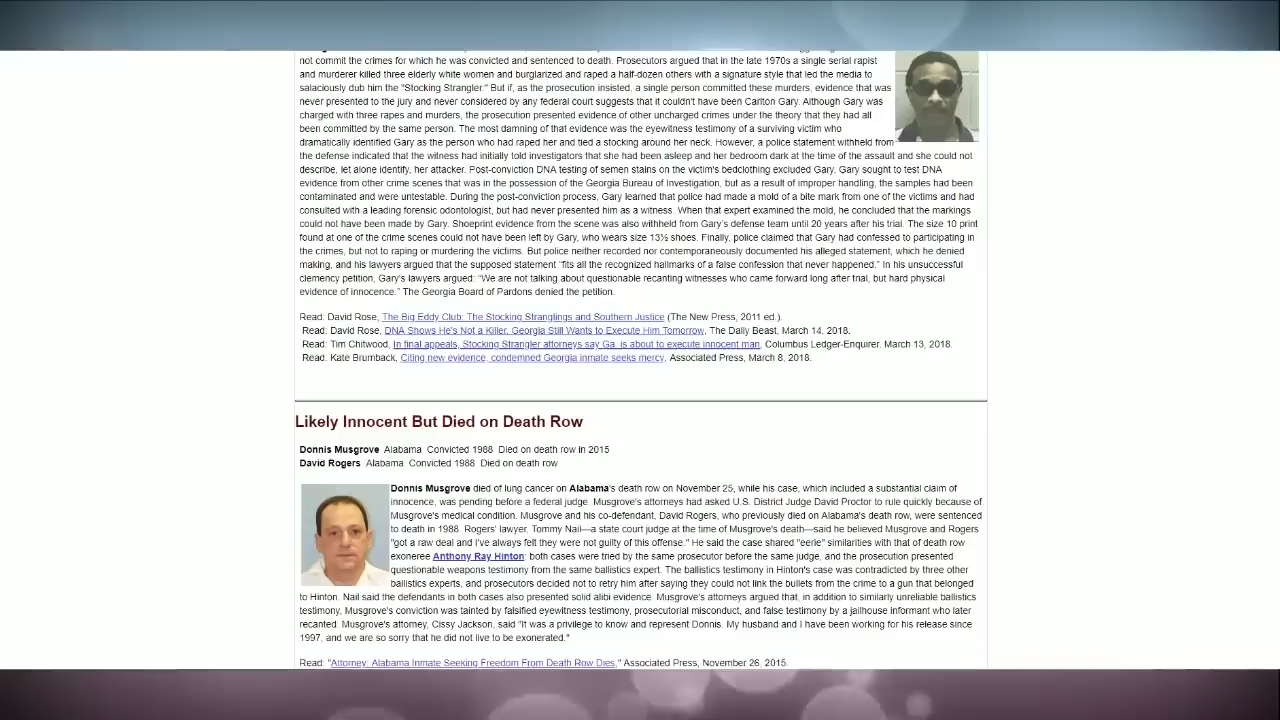 not commit the crimes for which he was convicted and sentenced to death. Prosecutors argued that in the late 1970s a single serial rapist
and murderer killed three elderly white women and burglarized and raped a half-dozen others with a signature style that led the media to
salaciously dub him the "Stocking Strangler." But if, as the prosecution insisted, a single person committed these murders, evidence that was
never presented to the jury and never considered by any federal court suggests that it couldn't have been Carlton Gary. Although Gary was
charged with three rapes and murders, the prosecution presented evidence of other uncharged crimes under the theory that they had all
been committed by the same person. The most damning of that evidence was the eyewitness testimony of a surviving victim who
dramatically identified Gary as the person who had raped her and tied a stocking around her neck. However, a police statement withheld from
the defense indicated that the witness had initially told investigators that she had been asleep and her bedroom dark at the time of the assault and she could not
describe, let alone identify, her attacker. Post-conviction DNA testing of semen stains on the victim's bedclothing excluded Gary. Gary sought to test DNA
evidence from other crime scenes that was in the possession of the Georgia Bureau of Investigation, but as a result of improper handling, the samples had been
contaminated and were untestable. During the post-conviction process, Gary learned that police had made a mold of a bite mark from one of the victims and had
consulted with a leading forensic odontologist, but had never presented him as a witness. When that expert examined the mold, he concluded that the markings
could not have been made by Gary. Shoeprint evidence from the scene was also withheld from Gary's defense team until 20 years after his trial. The size 10 print
found at one of the crime scenes could not have been left by Gary, who wears size 13½ shoes. Finally, police claimed that Gary had confessed to participating in
the crimes, but not to raping or murdering the victims. But police neither recorded nor contemporaneously documented his alleged statement, which he denied
making, and his lawyers argued that the supposed statement "fits all the recognized hallmarks of a false confession that never happened." In his unsuccessful
clemency petition, Gary's lawyers argued: "We are not talking about questionable recanting witnesses who came forward long after trial, but hard physical
evidence of innocence." The Georgia Board of Pardons denied the petition.
Read: David Rose, The Big Eddy Club: The Stocking Stranglings and Southern Justice (The New Press, 2011 ed.).
Read: David Rose, DNA Shows He's Not a Killer. Georgia Still Wants to Execute Him Tomorrow, The Daily Beast, March 14, 2018.
Read: Tim Chitwood, In final appeals, Stocking Strangler attorneys say Ga. is about to execute innocent man, Columbus Ledger-Enquirer. March 13, 2018.
Read: Kate Brumback, Citing new evidence, condemned Georgia inmate seeks mercy, Associated Press, March 8, 2018.
Likely Innocent But Died on Death Row
Donnis Musgrove Alabama Convicted 1988 Died on death row in 2015
David Rogers Alabama Convicted 1988 Died on death row
Donnis Musgrove died of lung cancer on Alabama's death row on November 25, while his case, which included a substantial claim of
innocence, was pending before a federal judge. Musgrove's attorneys had asked U.S. District Judge David Proctor to rule quickly because of
Musgrove's medical condition. Musgrove and his co-defendant, David Rogers, who previously died on Alabama's death row, were sentenced
to death in 1988. Rogers' lawyer, Tommy Nail—a state court judge at the time of Musgrove's death—said he believed Musgrove and Rogers
"got a raw deal and I've always felt they were not guilty of this offense." He said the case shared "eerie" similarities with that of death row
exoneree Anthony Ray Hinton: both cases were tried by the same prosecutor before the same judge, and the prosecution presented
questionable weapons testimony from the same ballistics expert. The ballistics testimony in Hinton's case was contradicted by three other
ballistics experts, and prosecutors decided not to retry him after saying they could not link the bullets from the crime to a gun that belonged
to Hinton. Nail said the defendants in both cases also presented solid alibi evidence. Musgrove's attorneys argued that, in addition to similarly unreliable ballistics
testimony, Musgrove's conviction was tainted by falsified eyewitness testimony, prosecutorial misconduct, and false testimony by a jailhouse informant who later
recanted. Musgrove's attorney, Cissy Jackson, said "It was a privilege to know and represent Donnis. My husband and I have been working for his release since
1997, and we are so sorry that he did not live to be exonerated."
Read: "Attorney: Alabama Inmate Seeking Freedom From Death Row Dies," Associated Press, November 26, 2015.